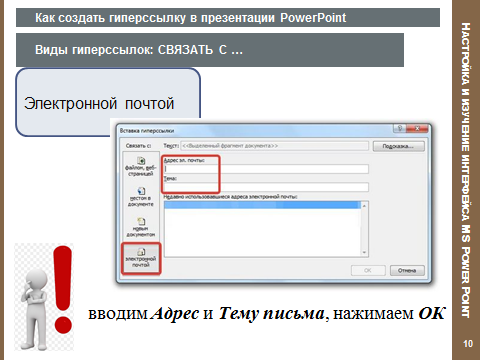 Как создать гиперссылку в презентации PowerPoint
Виды гиперссылок: СВЯЗАТЬ С …
Электронной почтой
Вставка гиперссылки
Связать с:
Текст: <<Выделенный фрагмент документа>>
Подсказка...
файлом, веб-
страницей
Адрес эл. почты:
Тема:
Недавно использовавшиеся адреса электронной почты:
местом в
документе
новым
документом
электронной
почтой
ОК
Отмена
вводим Адрес и Тему письма, нажимаем ОК
НАСТРОЙКА И ИЗУЧЕНИЕ ИНТЕРФЕЙСА MS POWER POINT
10